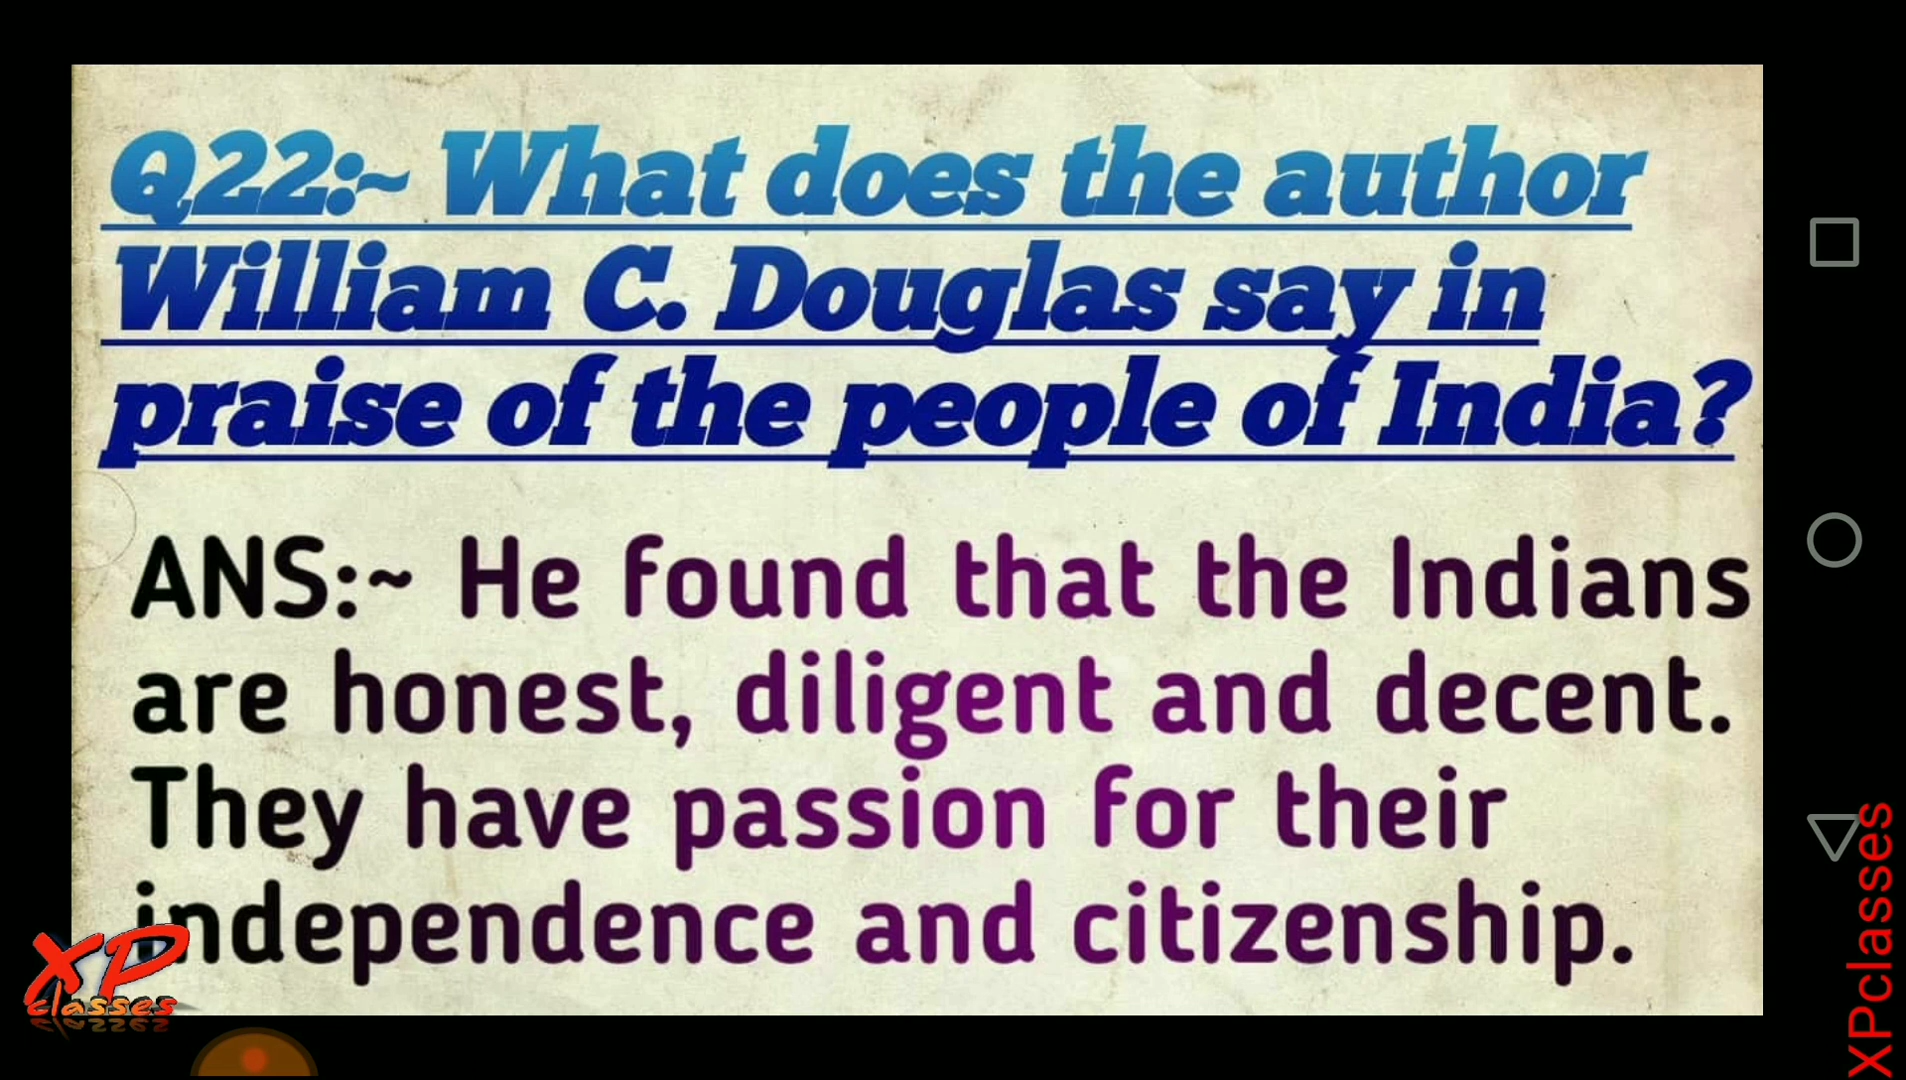 Q22:~ What does the author
William C. Douglas say in
praise of the people of India?
ANS:~ He found that the Indians
are honest, diligent and decent.
They have passion for their
independence and citizenship.
XP
classes
XPclasses